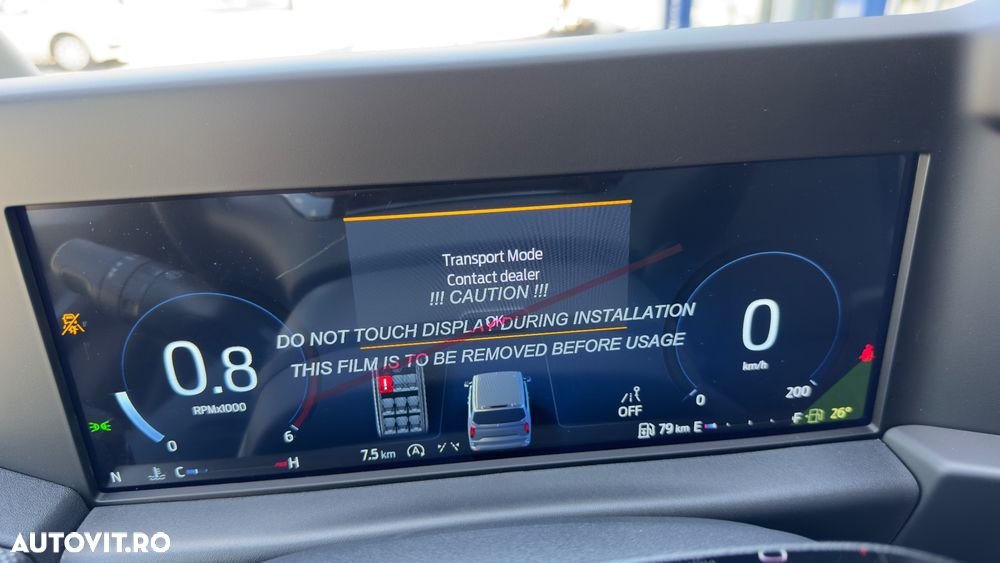 Transport Mode
Contact dealer
!!! CAUTION !!!
OK
DO NOT TOUCH DISPLAY DURING INSTALLATION
THIS FILM IS TO BE REMOVED BEFORE USAGE
0.8
RPMx1000
0
6
0
km/h
0
200
OFF
N
C
H
7.5 km
A
79 km
E
F
26°
AUTOVIT.RO